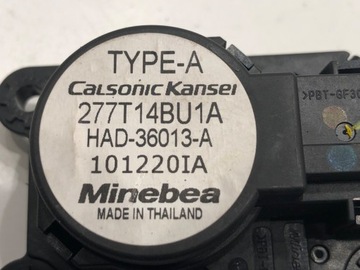 TYPE-A
Calsonic Kansei
277T14BU1A
HAD-36013-A
101220IA
Minebea
MADE IN THAILAND
>PBT-GF30